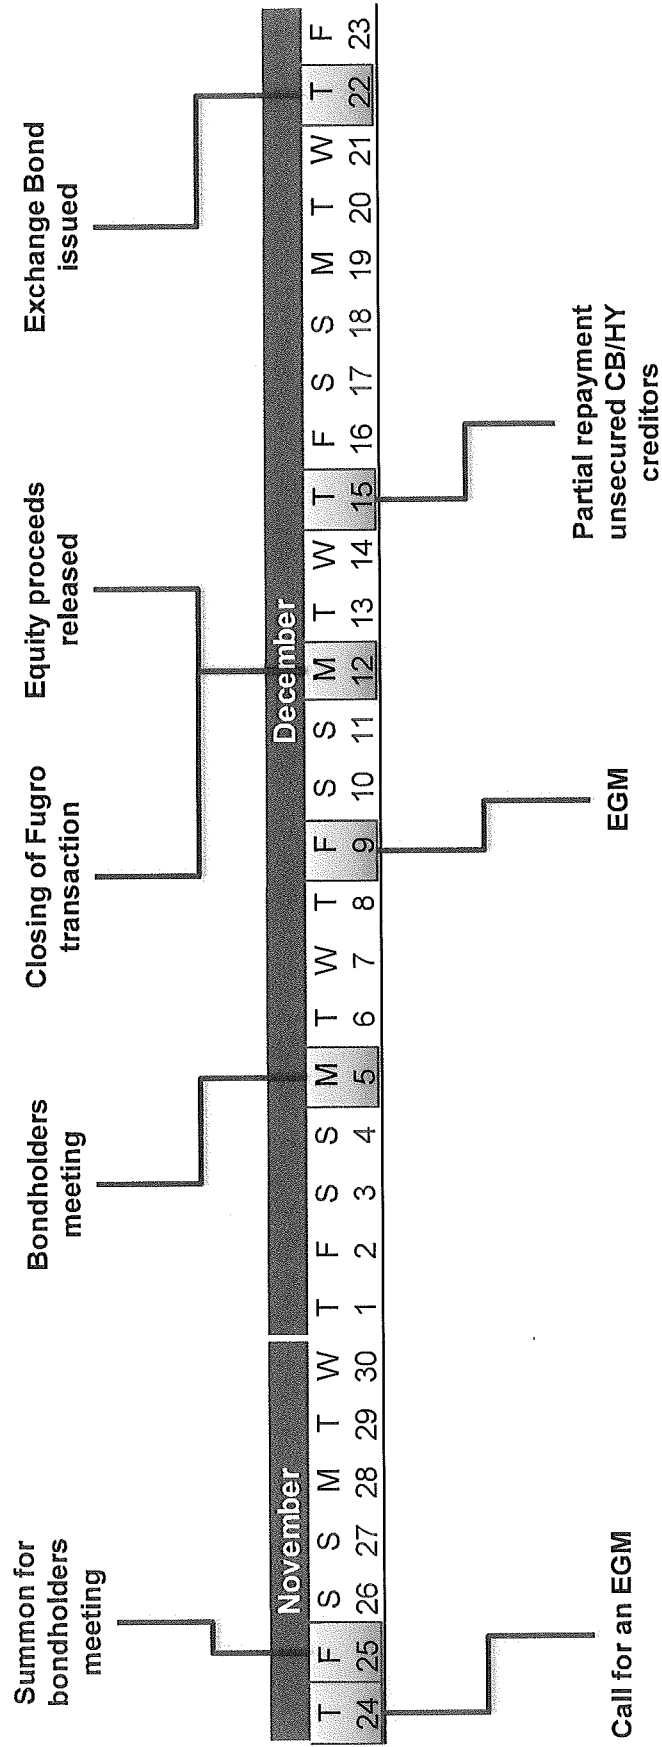 Summon for
bondholders
meeting
Bondholders
meeting
Closing of Fugro
transaction
Equity proceeds
released
Exchange Bond
issued
November
December
T F S S M T W T F S S M T W T F S S M T W T F S S M T W T F
24 25 26 27 28 29 30 1 2 3 4 5 6 7 8 9 10 11 12 13 14 15 16 17 18 19 20 21 22 23
Call for an EGM
EGM
Partial repayment
unsecured CB/HY
creditors